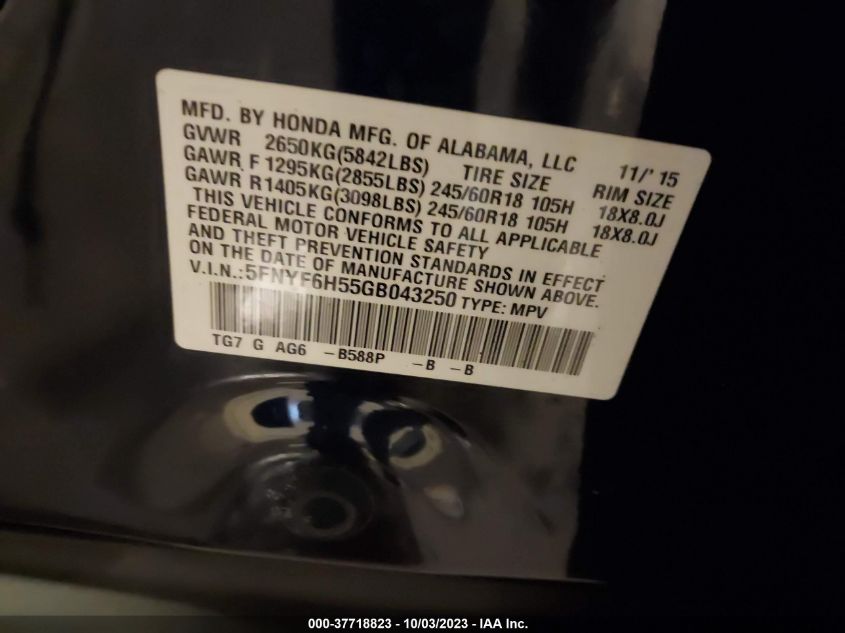 MFD. BY HONDA MFG. OF ALABAMA, LLC 11/'15
GVWR 2650KG(5842LBS) TIRE SIZE RIM SIZE
GAWR F 1295KG(2855LBS) 245/60R18 105H 18X8.0J
GAWR R1405KG(3098LBS) 245/60R18 105H 18X8.0J
THIS VEHICLE CONFORMS TO ALL APPLICABLE
FEDERAL MOTOR VEHICLE SAFETY
AND THEFT PREVENTION STANDARDS IN EFFECT
ON THE DATE OF MANUFACTURE SHOWN ABOVE.
V.I.N.:5FNYF6H55GB043250 TYPE: MPV
TG7 G AG6 -B588P -B -B
000-37718823 - 10/03/2023 - IAA Inc.